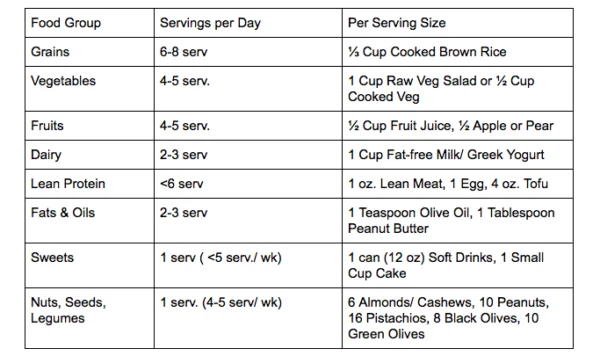 Food Group Servings per Day Per Serving Size
Grains 6-8 serv ⅓ Cup Cooked Brown Rice
Vegetables 4-5 serv. 1 Cup Raw Veg Salad or ½ Cup
Cooked Veg
Fruits 4-5 serv. ½ Cup Fruit Juice, ½ Apple or Pear
Dairy 2-3 serv 1 Cup Fat-free Milk/ Greek Yogurt
Lean Protein <6 serv 1 oz. Lean Meat, 1 Egg, 4 oz. Tofu
Fats & Oils 2-3 serv 1 Teaspoon Olive Oil, 1 Tablespoon
Peanut Butter
Sweets 1 serv ( <5 serv./ wk) 1 can (12 oz) Soft Drinks, 1 Small
Cup Cake
Nuts, Seeds, 1 serv. (4-5 serv/ wk) 6 Almonds/ Cashews, 10 Peanuts,
Legumes 16 Pistachios, 8 Black Olives, 10
Green Olives